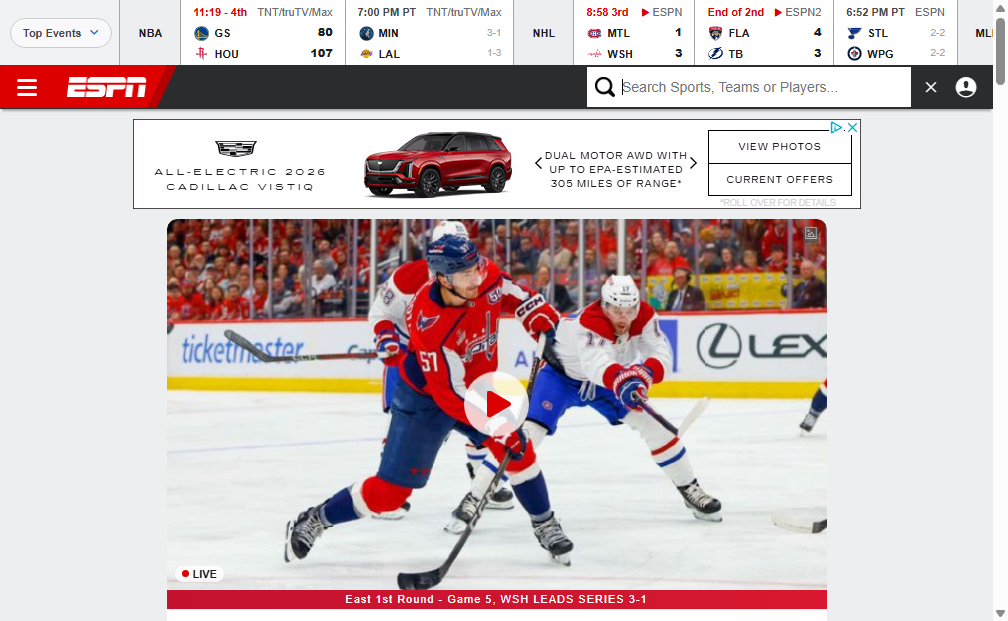 Top Events
NBA
11:19 - 4th TNT/truTV/Max
GS 80
HOU 107
7:00 PM PT TNT/truTV/Max
MIN 3-1
LAL 1-3
NHL
8:58 3rd ESPN
MTL 1
WSH 3
End of 2nd ESPN2
FLA 4
TB 3
6:52 PM PT ESPN
STL 2-2
WPG 2-2
ESPN
Search Sports, Teams or Players...
ALL-ELECTRIC 2026
CADILLAC VISTIQ
DUAL MOTOR AWD WITH
UP TO EPA-ESTIMATED
305 MILES OF RANGE*
VIEW PHOTOS
CURRENT OFFERS
*ROLL OVER FOR DETAILS
57
CCM
17
ticketmaster
LEX
LIVE
East 1st Round - Game 5, WSH LEADS SERIES 3-1